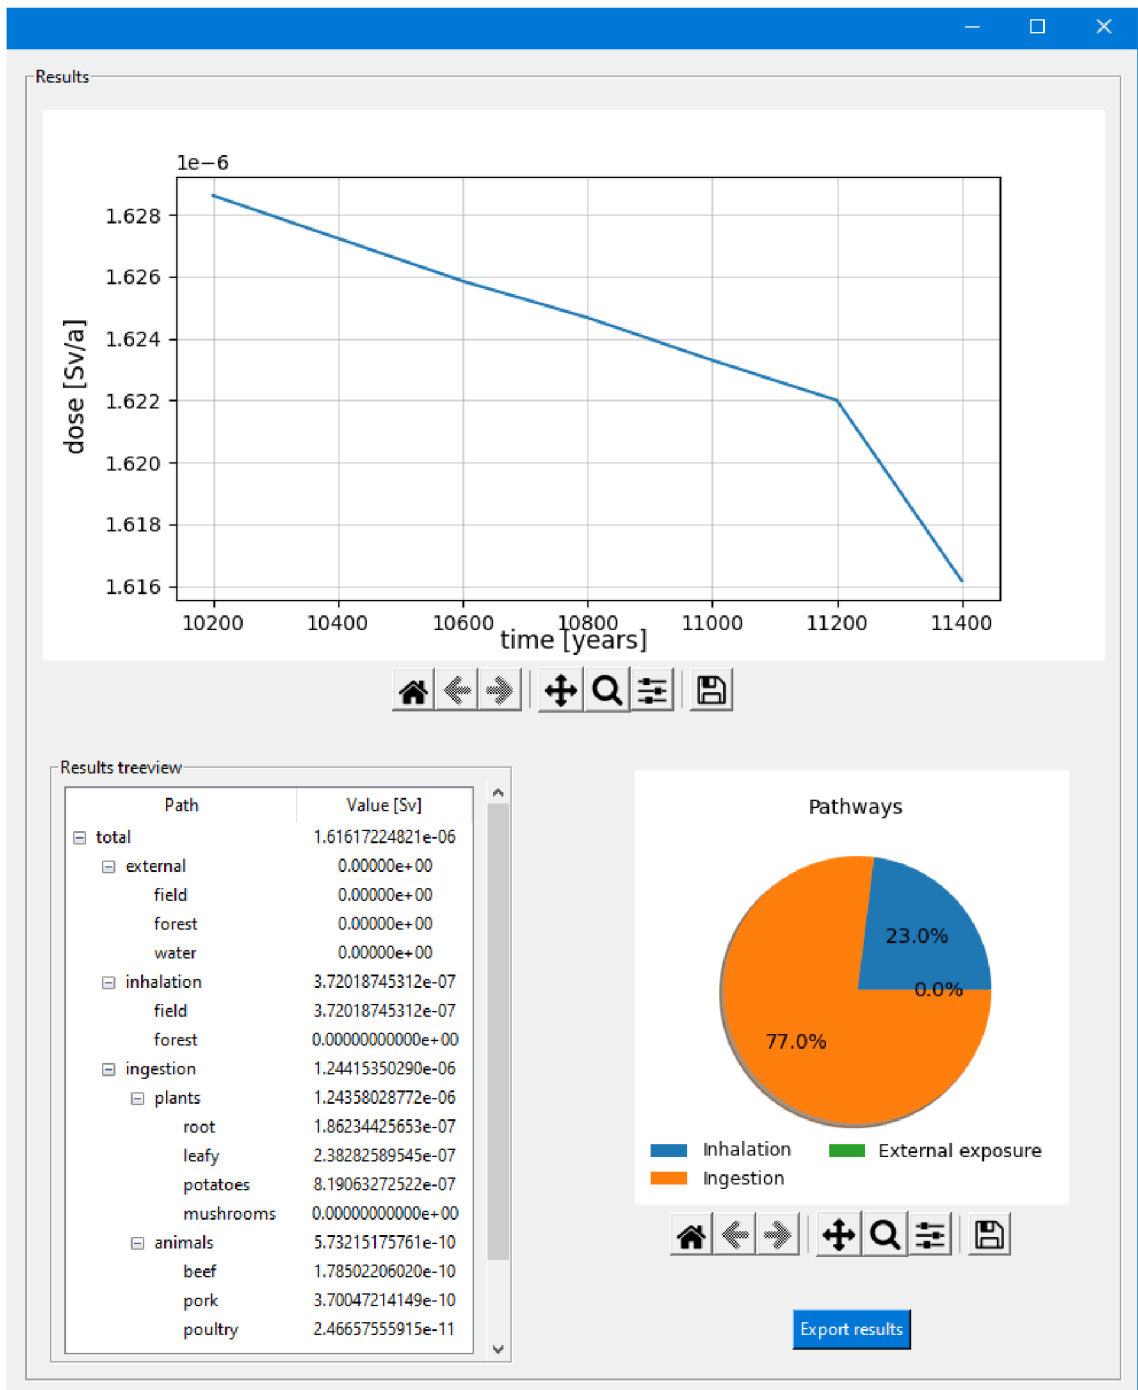 Results
1e−6
1.628
1.626
1.624
1.622
1.620
1.618
1.616
dose [Sv/a]
10200 10400 10600 10800 11000 11200 11400
time [years]
Results treeview
Path Value [Sv]
total 1.61617224821e-06
external 0.00000e+00
field 0.00000e+00
forest 0.00000e+00
water 0.00000e+00
inhalation 3.72018745312e-07
field 3.72018745312e-07
forest 0.00000000000e+00
ingestion 1.24415350290e-06
plants 1.24358028772e-06
root 1.86234425653e-07
leafy 2.38282589545e-07
potatoes 8.19063272522e-07
mushrooms 0.00000000000e+00
animals 5.73215175761e-10
beef 1.78502206020e-10
pork 3.70047214149e-10
poultry 2.46657555915e-11
Pathways
23.0%
0.0%
77.0%
Inhalation External exposure
Ingestion
Export results